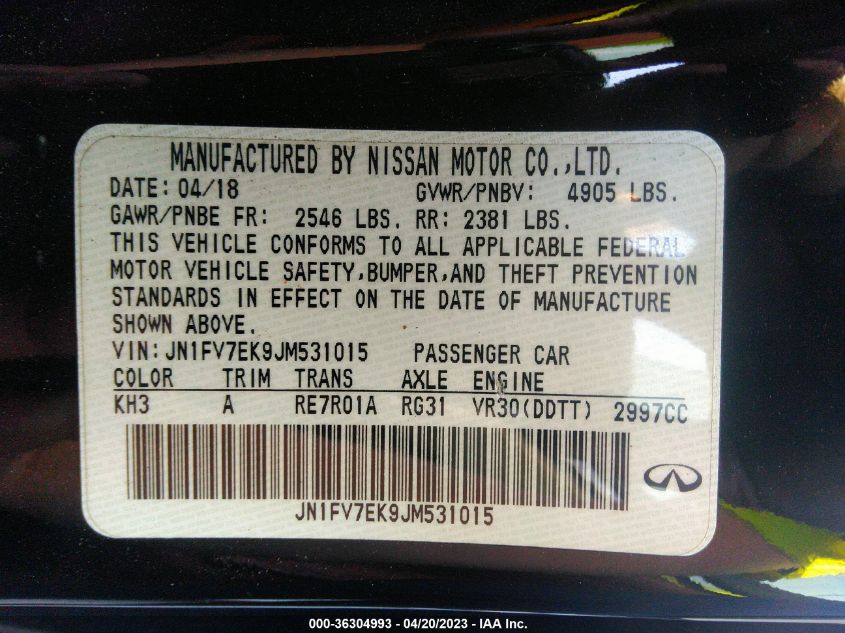 MANUFACTURED BY NISSAN MOTOR CO.,LTD.
DATE: 04/18 GVWR/PNBV: 4905 LBS.
GAWR/PNBE FR: 2546 LBS. RR: 2381 LBS.
THIS VEHICLE CONFORMS TO ALL APPLICABLE FEDERAL
MOTOR VEHICLE SAFETY,BUMPER,AND THEFT PREVENTION
STANDARDS IN EFFECT ON THE DATE OF MANUFACTURE
SHOWN ABOVE.
VIN:JN1FV7EK9JM531015 PASSENGER CAR
COLOR TRIM TRANS AXLE ENGINE
KH3 A RE7R01A RG31 VR30(DDTT) 2997CC
JN1FV7EK9JM531015
000-36304993 - 04/20/2023 - IAA Inc.